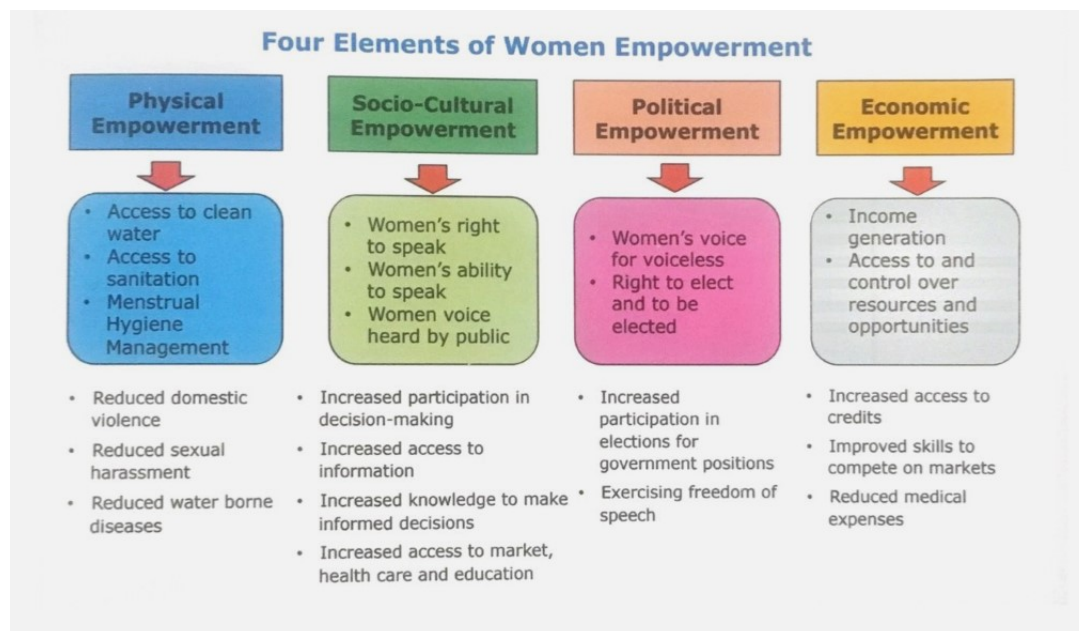 Four Elements of Women Empowerment
Physical
Empowerment
• Access to clean
water
• Access to
sanitation
• Menstrual
Hygiene
Management
• Reduced domestic
violence
• Reduced sexual
harassment
• Reduced water borne
diseases
Socio-Cultural
Empowerment
• Women's right
to speak
• Women's ability
to speak
• Women voice
heard by public
• Increased participation in
decision-making
• Increased access to
information
• Increased knowledge to make
informed decisions
• Increased access to market,
health care and education
Political
Empowerment
• Women's voice
for voiceless
• Right to elect
and to be
elected
• Increased
participation in
elections for
government positions
• Exercising freedom of
speech
Economic
Empowerment
• Income
generation
• Access to and
control over
resources and
opportunities
• Increased access to
credits
• Improved skills to
compete on markets
• Reduced medical
expenses